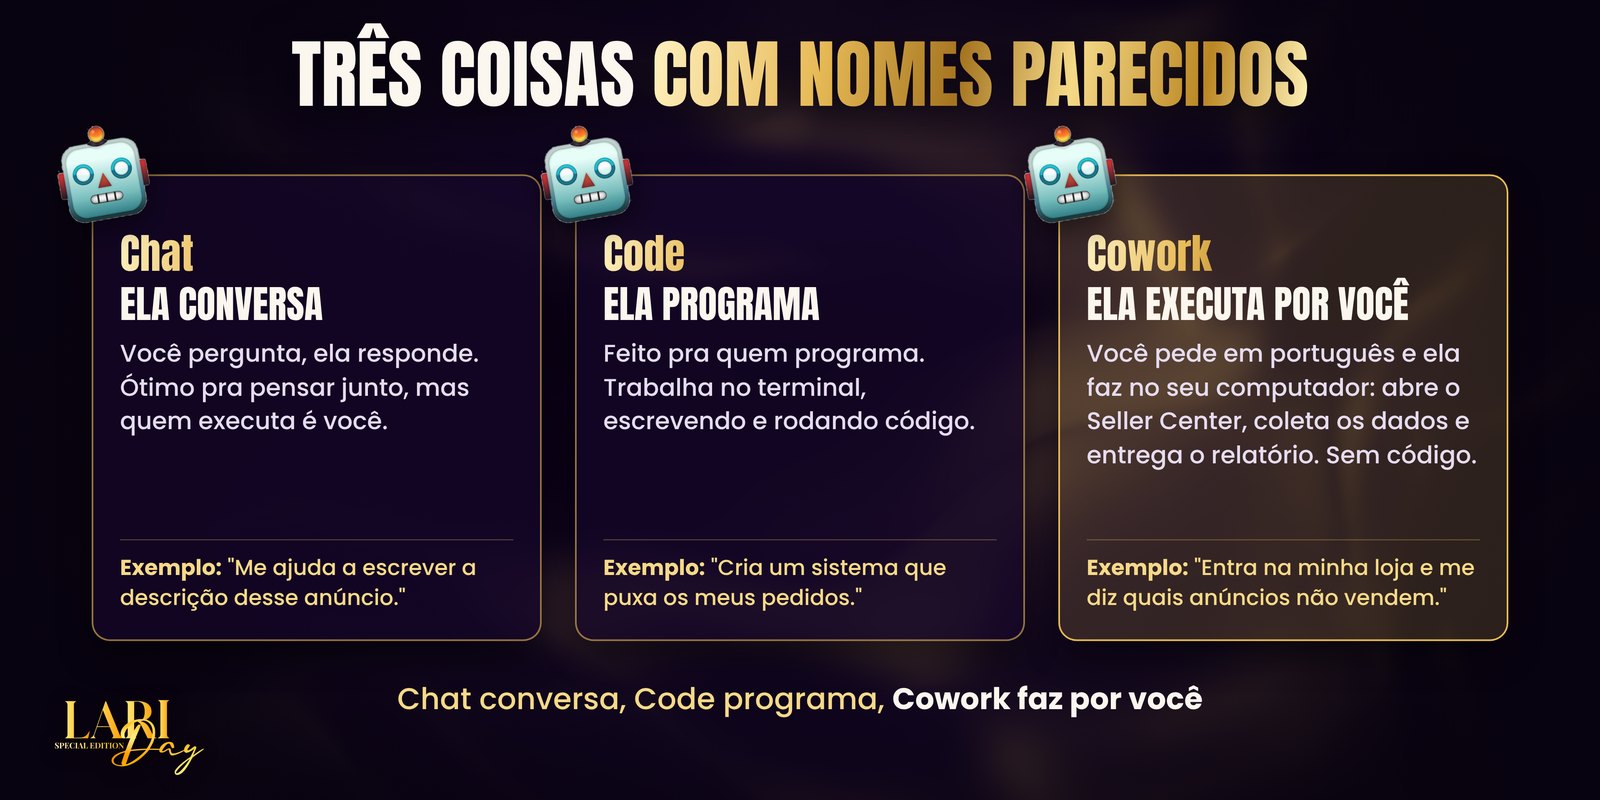 TRÊS COISAS COM NOMES PARECIDOS
Chat
ELA CONVERSA
Você pergunta, ela responde.
Ótimo pra pensar junto, mas
quem executa é você.
Exemplo: "Me ajuda a escrever a
descrição desse anúncio."
Code
ELA PROGRAMA
Feito pra quem programa.
Trabalha no terminal,
escrevendo e rodando código.
Exemplo: "Cria um sistema que
puxa os meus pedidos."
Cowork
ELA EXECUTA POR VOCÊ
Você pede em português e ela
faz no seu computador: abre o
Seller Center, coleta os dados e
entrega o relatório. Sem código.
Exemplo: "Entra na minha loja e me
diz quais anúncios não vendem."
Chat conversa, Code programa, Cowork faz por você
LARI
SPECIAL EDITION Day